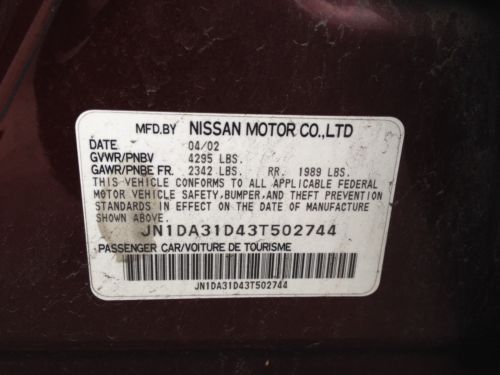 MFD.BY NISSAN MOTOR CO.,LTD
DATE 04/02
GVWR/PNBV 4295 LBS.
GAWR/PNBE FR. 2342 LBS. RR. 1989 LBS.
THIS VEHICLE CONFORMS TO ALL APPLICABLE FEDERAL
MOTOR VEHICLE SAFETY,BUMPER,AND THEFT PREVENTION
STANDARDS IN EFFECT ON THE DATE OF MANUFACTURE
SHOWN ABOVE.
JN1DA31D43T502744
PASSENGER CAR/VOITURE DE TOURISME
JN1DA31D43T502744